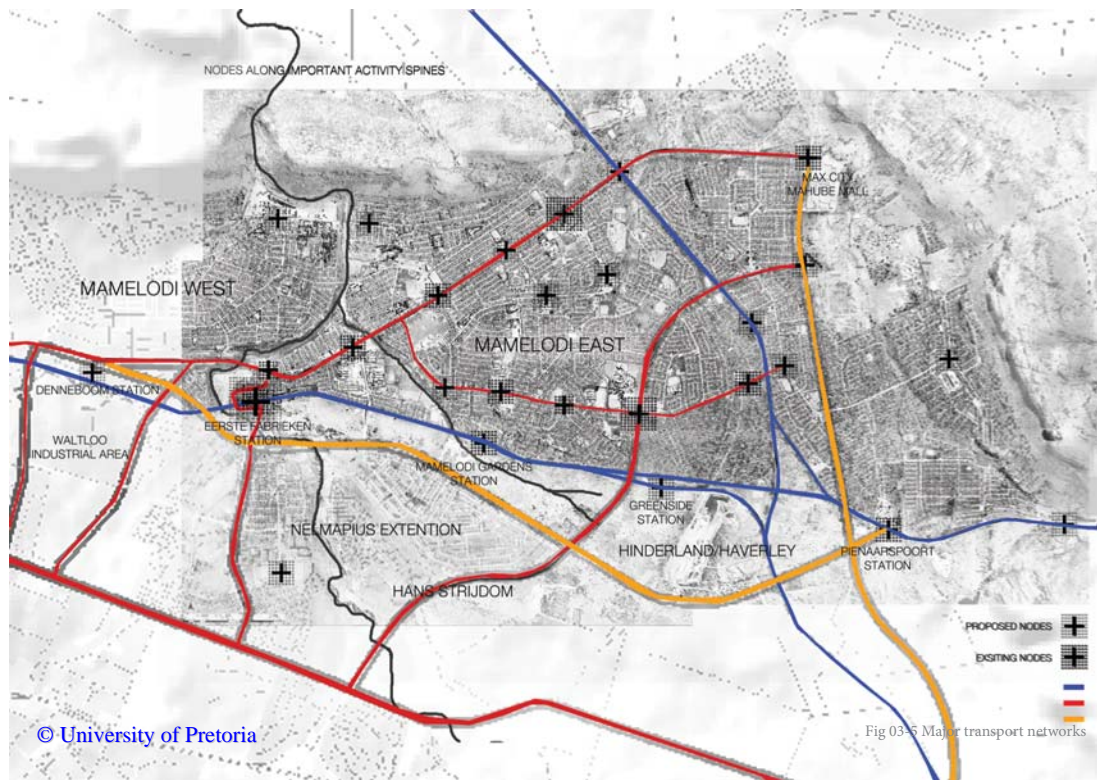 NODES ALONG IMPORTANT ACTIVITY SPINES
MAX CITY
MAHUBE MALL
MAMELODI WEST
MAMELODI EAST
DENNEBOOM STATION
EERSTE FABRIEKEN
STATION
WALTLOO
INDUSTRIAL AREA
MAMELODI GARDENS
STATION
GREENSIDE
STATION
NELMAPIUS EXTENTION
HINDERLAND/HAVERLEY
PIENAARSPOORT
STATION
HANS STRIJDOM
PROPOSED NODES
EXSITING NODES
© University of Pretoria
Fig 03-5 Major transport networks